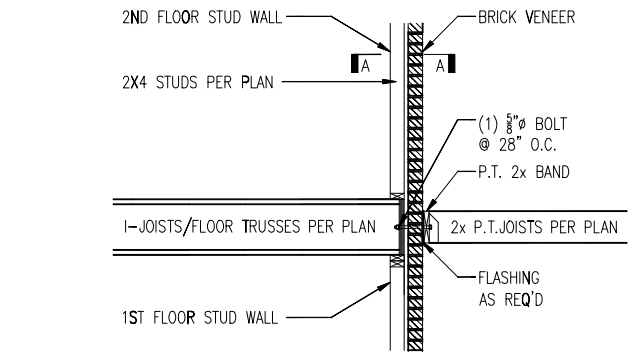 2ND FLOOR STUD WALL
BRICK VENEER
A
A
2X4 STUDS PER PLAN
(1) 5/8"ø BOLT
@ 28" O.C.
P.T. 2x BAND
I-JOISTS/FLOOR TRUSSES PER PLAN
2x P.T.JOISTS PER PLAN
FLASHING
AS REQ'D
1ST FLOOR STUD WALL